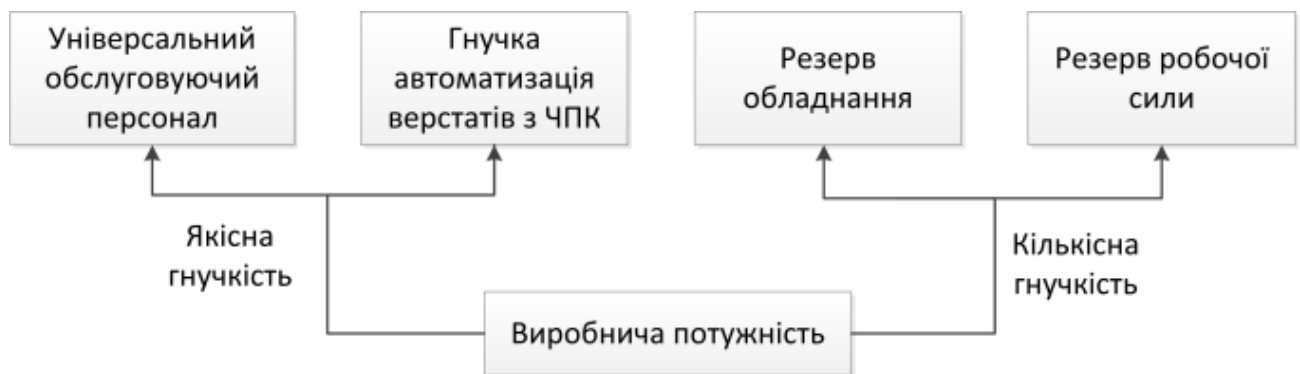 Універсальний
обслуговуючий
персонал
Гнучка
автоматизація
верстатів з ЧПК
Резерв
обладнання
Резерв робочої
сили
Якісна
гнучкість
Кількісна
гнучкість
Виробнича потужність